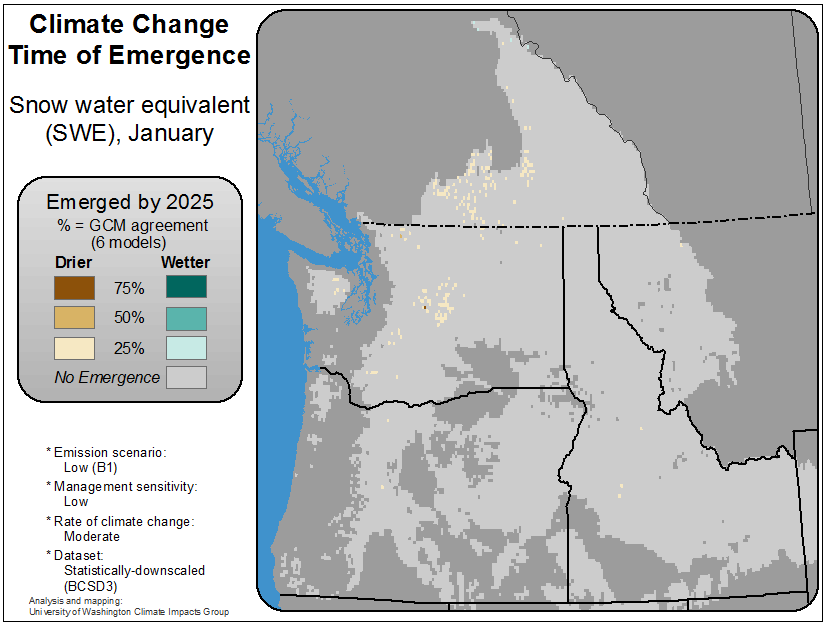 Climate Change
Time of Emergence
Snow water equivalent
(SWE), January
Emerged by 2025
% = GCM agreement
(6 models)
Drier Wetter
75%
50%
25%
No Emergence
* Emission scenario:
Low (B1)
* Management sensitivity:
Low
* Rate of climate change:
Moderate
* Dataset:
Statistically-downscaled
(BCSD3)
Analysis and mapping:
University of Washington Climate Impacts Group